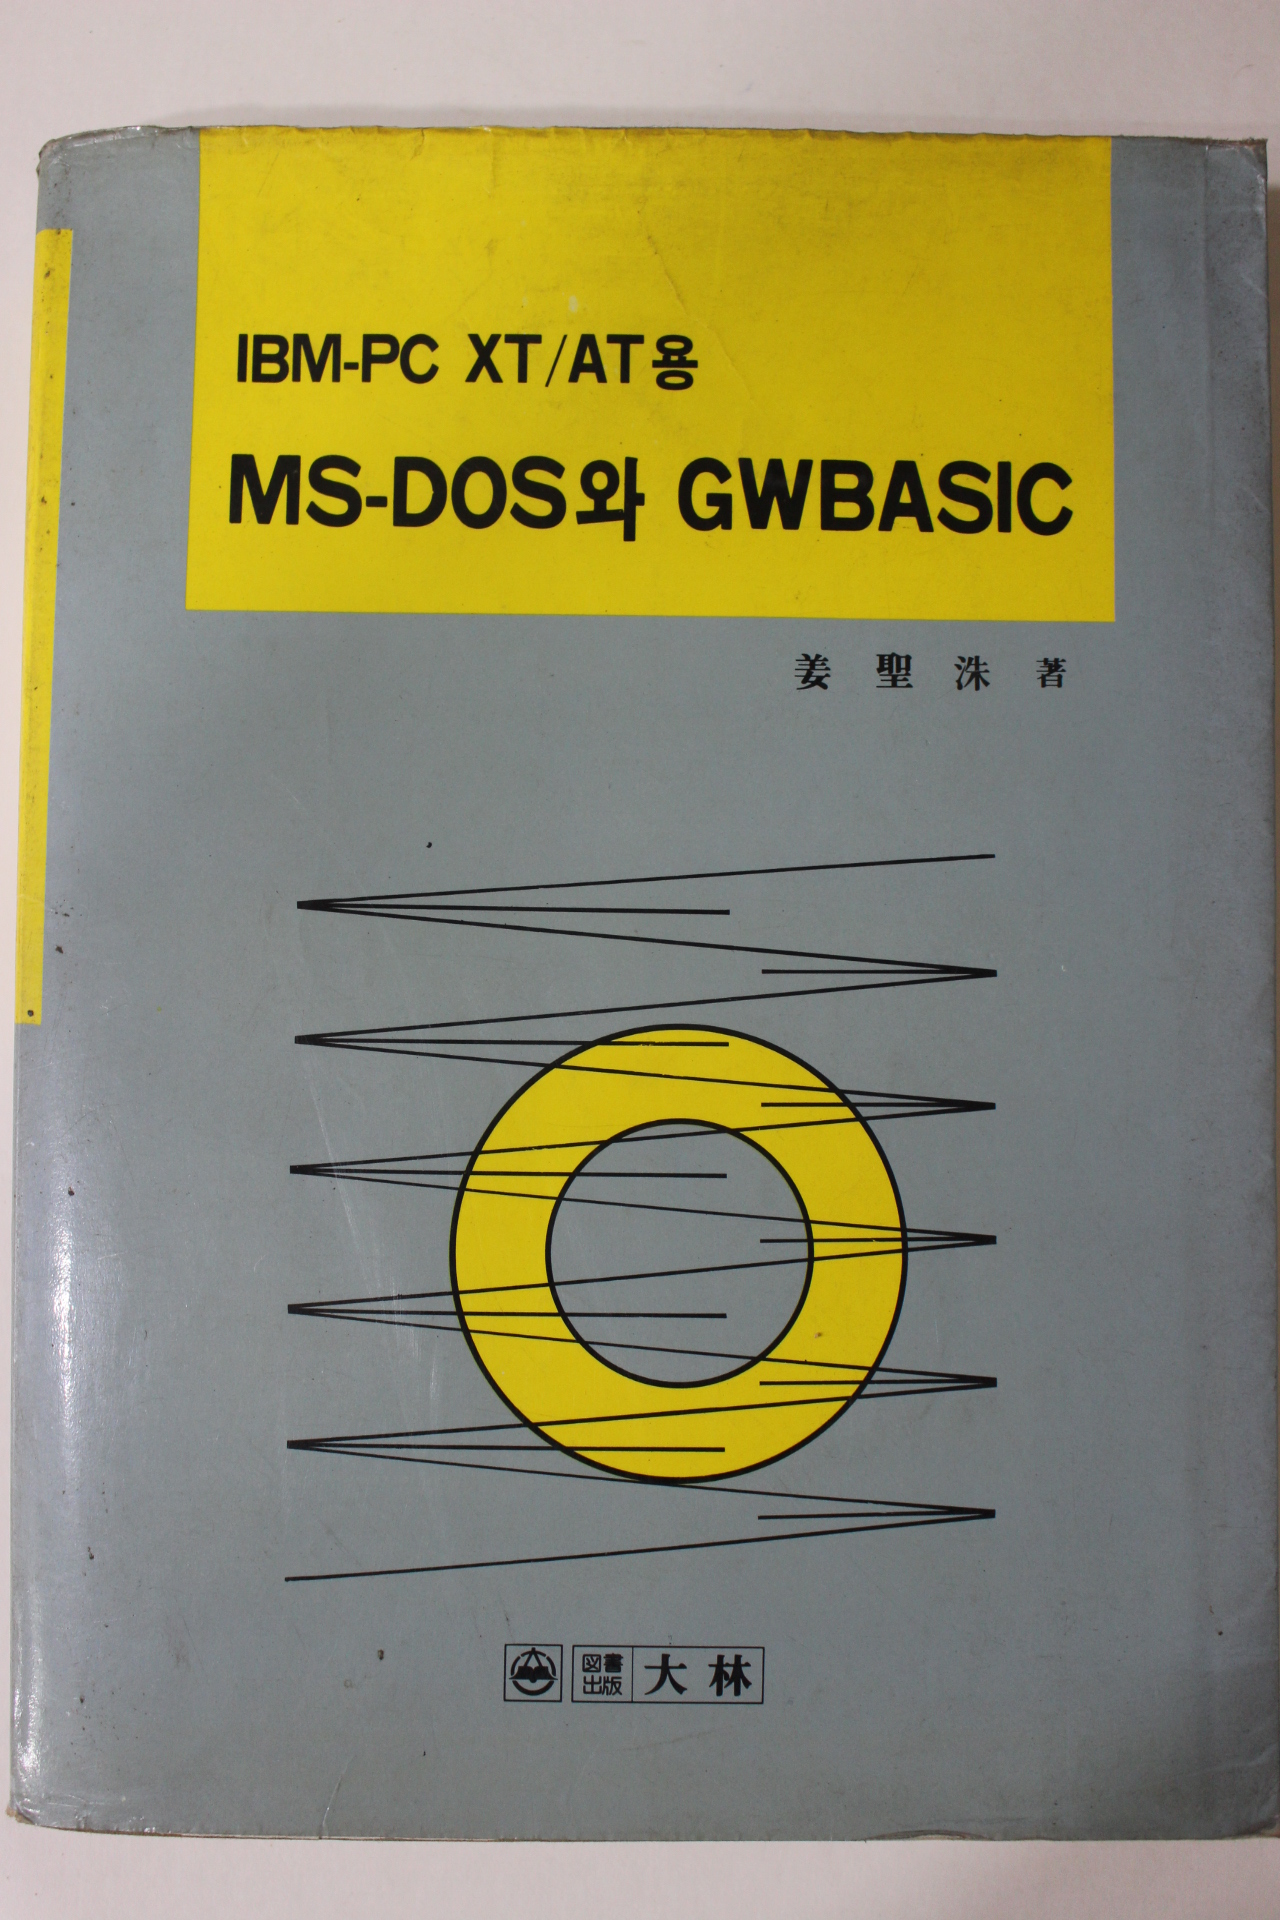 IBM-PC XT/AT용
MS-DOS와 GWBASIC
姜 聖 洙 著
図書
出版
大林